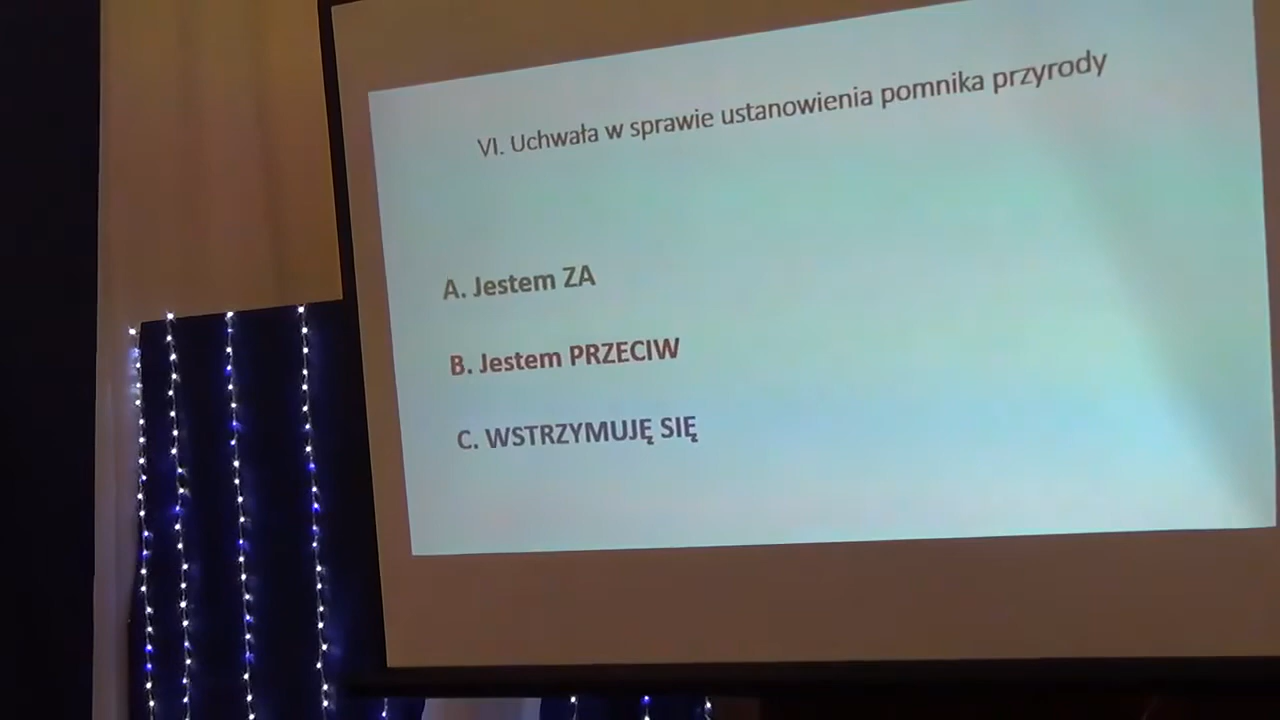 VI. Uchwała w sprawie ustanowienia pomnika przyrody
A. Jestem ZA
B. Jestem PRZECIW
C. WSTRZYMUJĘ SIĘ